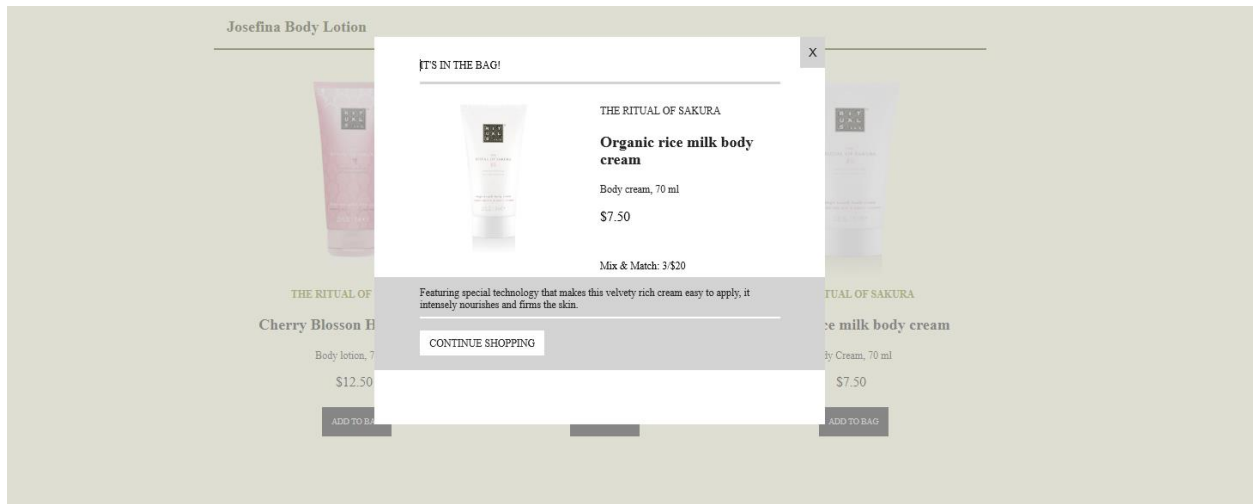 Josefina Body Lotion
X
IT'S IN THE BAG!
THE RITUAL OF SAKURA
Organic rice milk body
cream
Body cream, 70 ml
$7.50
Mix & Match: 3/$20
Featuring special technology that makes this velvety rich cream easy to apply, it
intensely nourishes and firms the skin.
CONTINUE SHOPPING
THE RITUAL OF
Cherry Blosson H
Body lotion, 7
$12.50
ADD TO BA
TUAL OF SAKURA
ce milk body cream
ly Cream, 70 ml
$7.50
ADD TO BAG